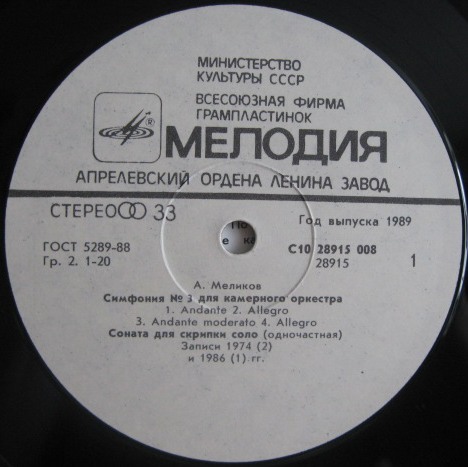 МИНИСТЕРСТВО
КУЛЬТУРЫ СССР
ВСЕСОЮЗНАЯ ФИРМА
ГРАМПЛАСТИНОК
®
МЕЛОДИЯ
АПРЕЛЕВСКИЙ ОРДЕНА ЛЕНИНА ЗАВОД
СТЕРЕО 33
Год выпуска 1989
ГОСТ 5289-88
С10 28915 008
Гр. 2. 1-20
28915
1
А. Меликов
Симфония № 3 для камерного оркестра
1. Andante 2. Allegro
3. Andante moderato 4. Allegro
Соната для скрипки соло (одночастная)
Записи 1974 (2)
и 1986 (1) гг.